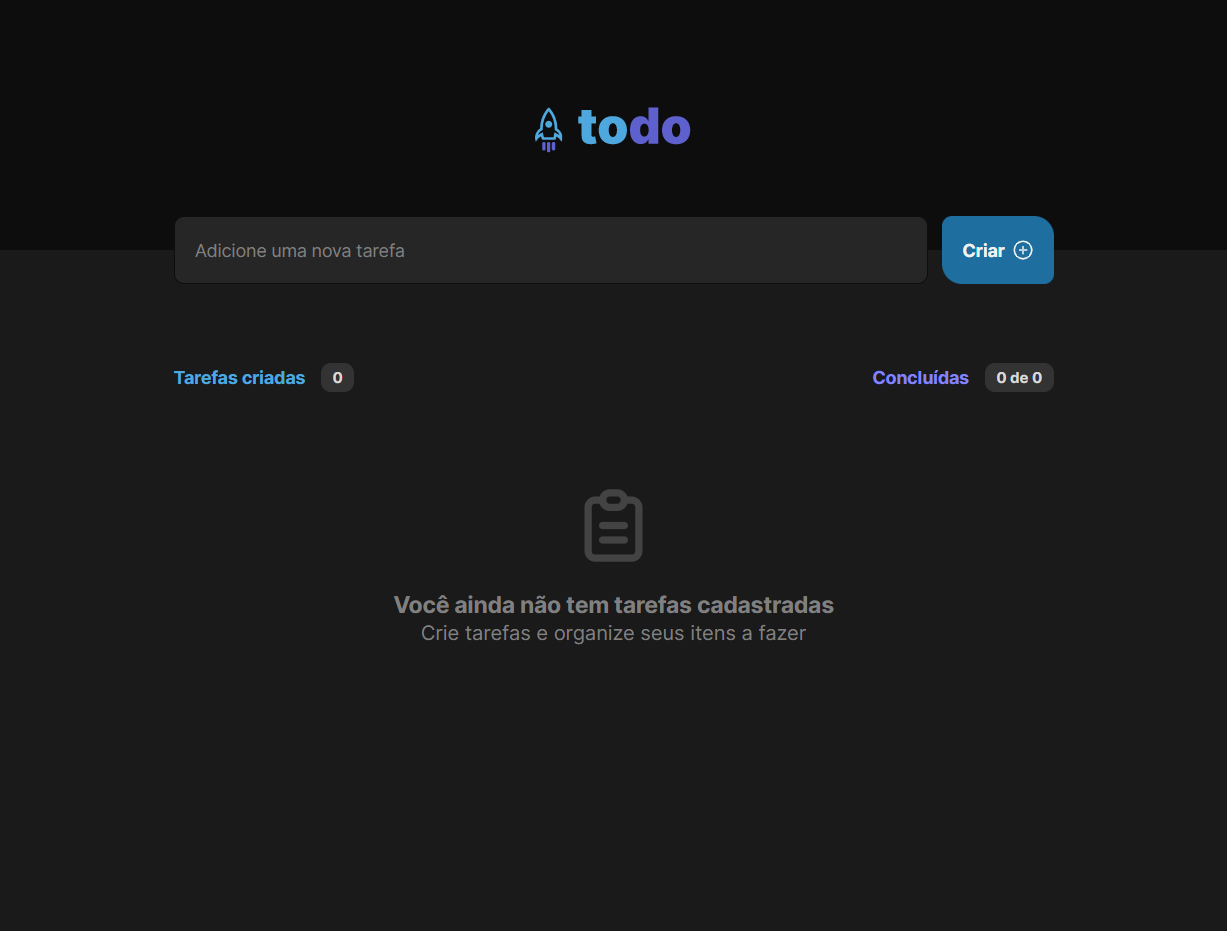 todo
Adicione uma nova tarefa
Criar
Tarefas criadas 0
Concluídas 0 de 0
Você ainda não tem tarefas cadastradas
Crie tarefas e organize seus itens a fazer